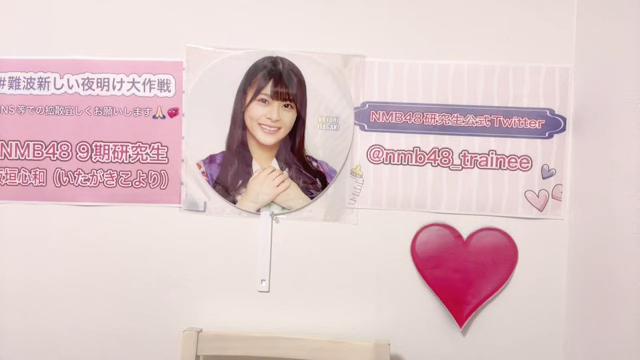 #難波新しい夜明け大作戦
SNS等での拡散宜しくお願いします🙏💕
NMB48 9期研究生
板垣心和（いたがきこより）
NMB48研究生公式Twitter
@nmb48_trainee